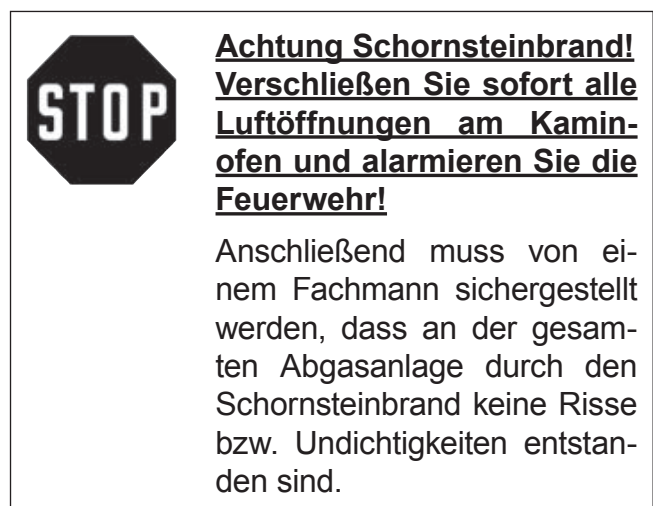 STOP
Achtung Schornsteinbrand!
Verschließen Sie sofort alle
Luftöffnungen am Kamin-
ofen und alarmieren Sie die
Feuerwehr!
Anschließend muss von ei-
nem Fachmann sichergestellt
werden, dass an der gesam-
ten Abgasanlage durch den
Schornsteinbrand keine Risse
bzw. Undichtigkeiten entstan-
den sind.